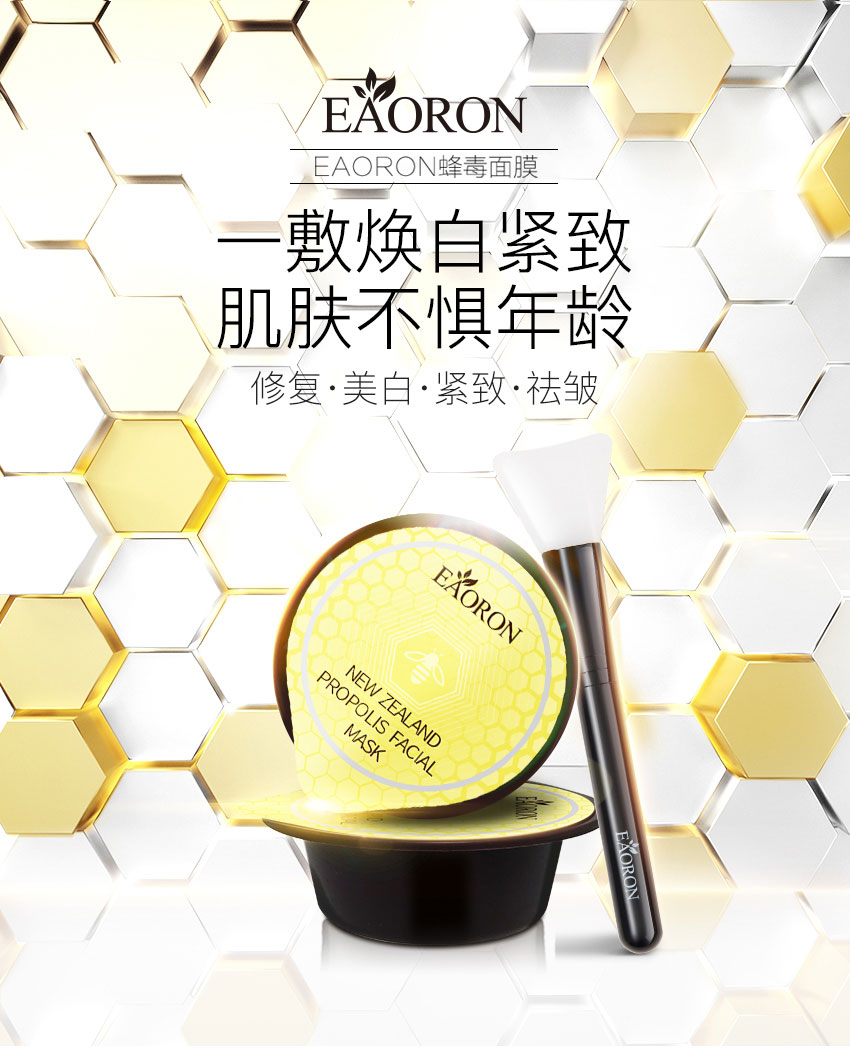 EAORON
EAORON蜂毒面膜
一敷焕白紧致
肌肤不惧年龄
修复·美白·紧致·祛皱
EAORON
NEW ZEALAND
PROPOLIS FACIAL
MASK
EAORON
EAORON